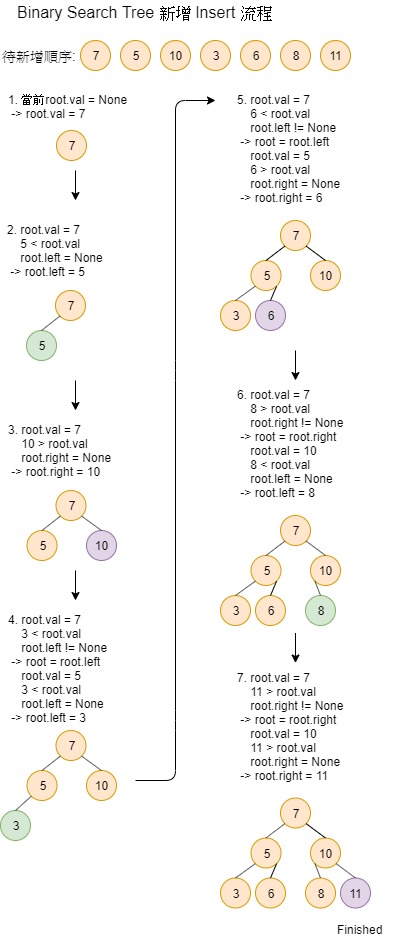 Binary Search Tree 新增 Insert 流程
待新增順序: 7 5 10 3 6 8 11
1. 當前root.val = None
-> root.val = 7
7
2. root.val = 7
5 < root.val
root.left = None
-> root.left = 5
7
5
3. root.val = 7
10 > root.val
root.right = None
-> root.right = 10
7
5 10
4. root.val = 7
3 < root.val
root.left != None
-> root = root.left
root.val = 5
3 < root.val
root.left = None
-> root.left = 3
7
5 10
3
5. root.val = 7
6 < root.val
root.left != None
-> root = root.left
root.val = 5
6 > root.val
root.right = None
-> root.right = 6
7
5 10
3 6
6. root.val = 7
8 > root.val
root.right != None
-> root = root.right
root.val = 10
8 < root.val
root.left = None
-> root.left = 8
7
5 10
3 6 8
7. root.val = 7
11 > root.val
root.right != None
-> root = root.right
root.val = 10
11 > root.val
root.right = None
-> root.right = 11
7
5 10
3 6 8 11
Finished